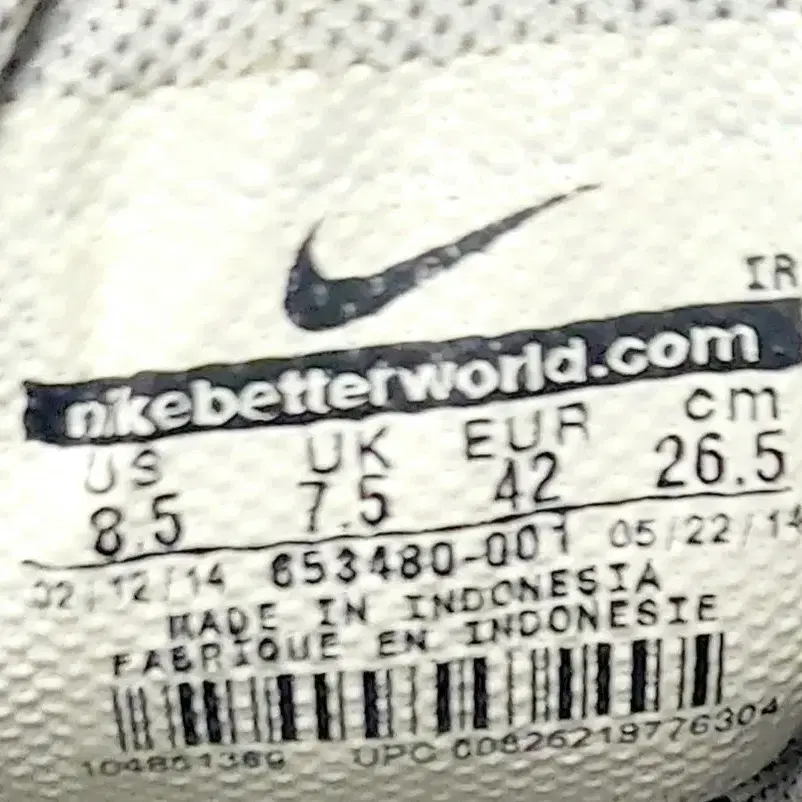 IR
nikebetterworld.com
US UK EUR cm
8.5 7.5 42 26.5
02/12/14 653480-001 05/22/14
MADE IN INDONESIA
FABRIQUE EN INDONESIE
UPC